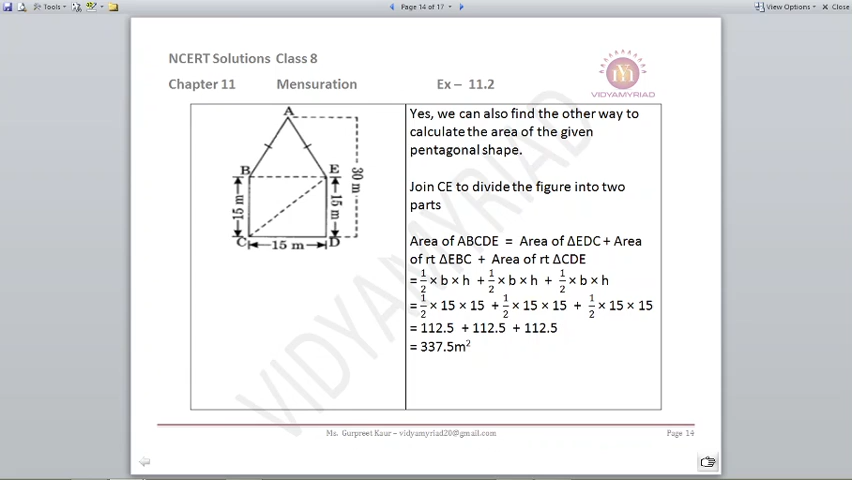 Tools
Page 14 of 17
View Options
Close
NCERT Solutions Class 8
Chapter 11 Mensuration Ex – 11.2
VIDYAMYRIAD
A
B
E
30 m
15 m
15 m
C
15 m
D
Yes, we can also find the other way to
calculate the area of the given
pentagonal shape.
Join CE to divide the figure into two
parts
Area of ABCDE = Area of ΔEDC + Area
of rt ΔEBC + Area of rt ΔCDE
= 1/2 × b × h + 1/2 × b × h + 1/2 × b × h
= 1/2 × 15 × 15 + 1/2 × 15 × 15 + 1/2 × 15 × 15
= 112.5 + 112.5 + 112.5
= 337.5m²
VIDYAMYRIAD
Ms. Gurpreet Kaur – vidyamyriad20@gmail.com
Page 14